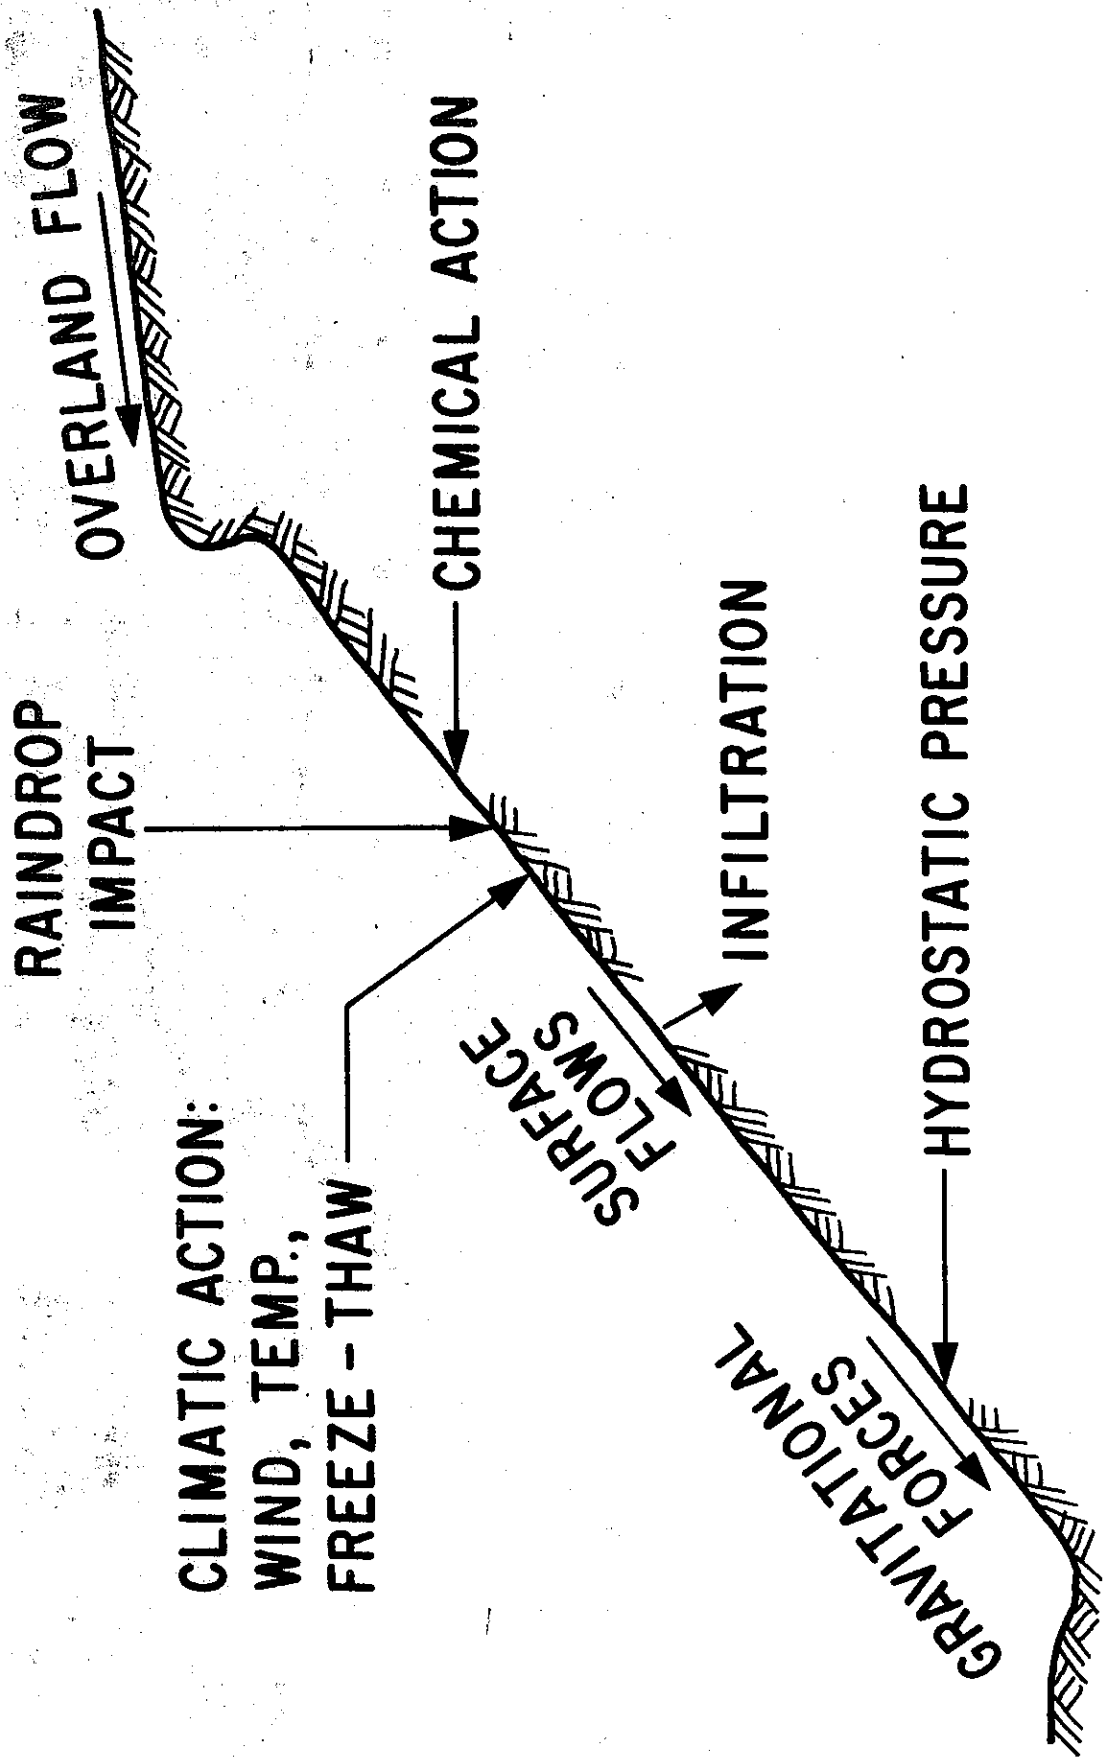 OVERLAND FLOW
RAINDROP
IMPACT
CLIMATIC ACTION:
WIND, TEMP.,
FREEZE - THAW
CHEMICAL ACTION
SURFACE
FLOWS
INFILTRATION
GRAVITATIONAL
FORCES
HYDROSTATIC PRESSURE